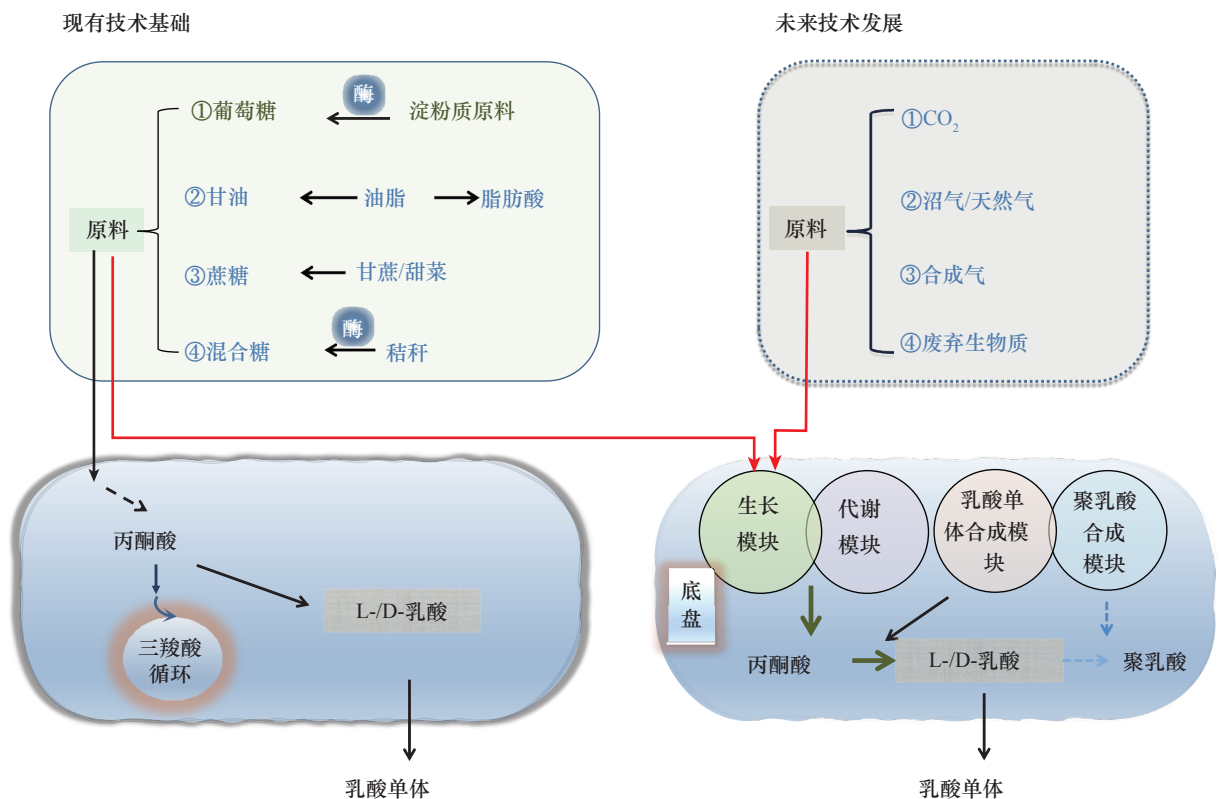 现有技术基础
未来技术发展
原料
①葡萄糖
酶
淀粉质原料
②甘油
油脂
脂肪酸
③蔗糖
甘蔗/甜菜
④混合糖
酶
秸秆
原料
①CO₂
②沼气/天然气
③合成气
④废弃生物质
丙酮酸
三羧酸
循环
L-/D-乳酸
乳酸单体
生长
模块
代谢
模块
乳酸单
体合成模
块
聚乳酸
合成
模块
底
盘
丙酮酸
L-/D-乳酸
聚乳酸
乳酸单体